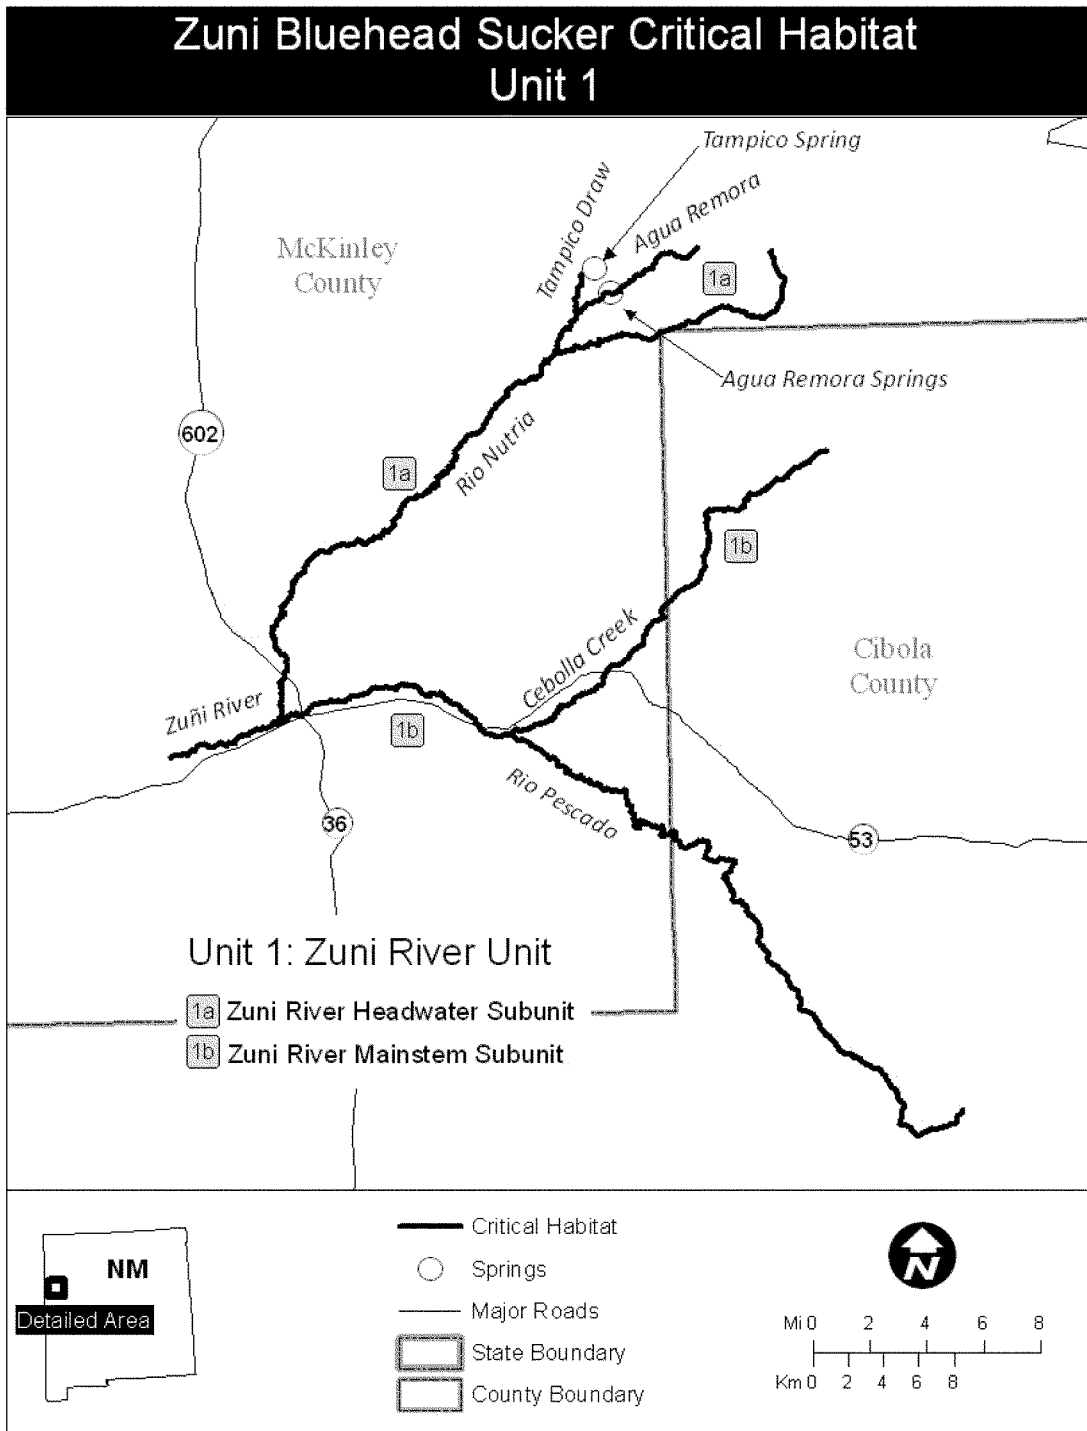 Zuni Bluehead Sucker Critical Habitat
Unit 1
Tampico Spring
Tampico Draw
Agua Remora
McKinley
County
1a
Agua Remora Springs
602
Rio Nutria
1a
1b
Cebolla Creek
Cibola
County
Zuñi River
1b
Rio Pescado
36
53
Unit 1: Zuni River Unit
1a Zuni River Headwater Subunit
1b Zuni River Mainstem Subunit
NM
Detailed Area
Critical Habitat
Springs
Major Roads
State Boundary
County Boundary
N
Mi 0 2 4 6 8
Km 0 2 4 6 8